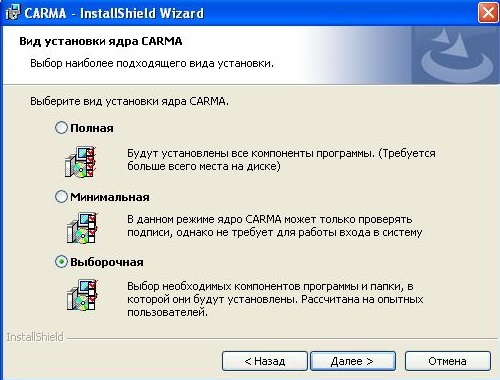 CARMA - InstallShield Wizard
Вид установки ядра CARMA
Выбор наиболее подходящего вида установки.
Выберите вид установки ядра CARMA.
Полная
Будут установлены все компоненты программы. (Требуется
больше всего места на диске)
Минимальная
В данном режиме ядро CARMA может только проверять
подписи, однако не требует для работы входа в систему
Выборочная
Выбор необходимых компонентов программы и папки, в
которой они будут установлены. Рассчитана на опытных
пользователей.
InstallShield
< Назад
Далее >
Отмена